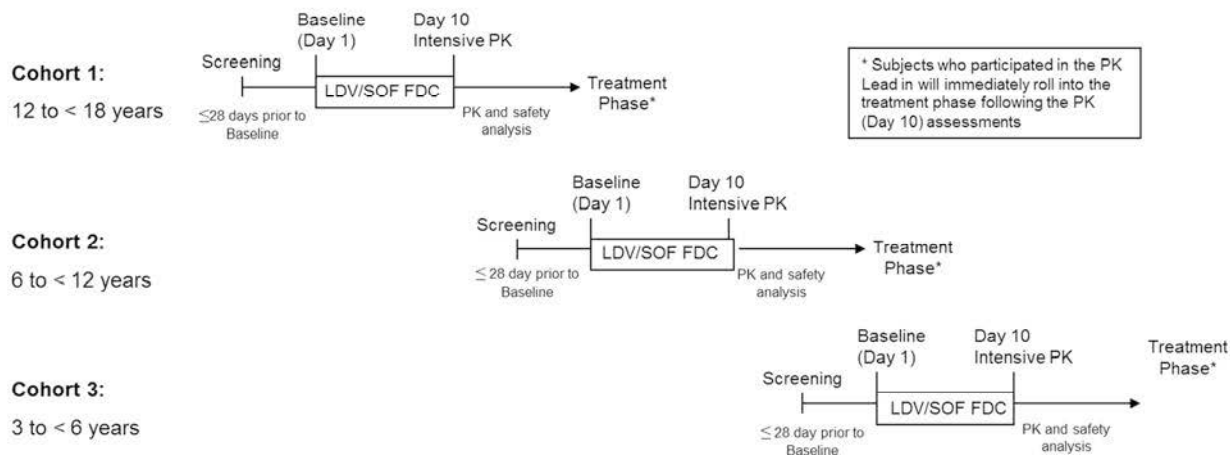 Cohort 1:
12 to < 18 years
Screening
≤28 days prior to
Baseline
Baseline
(Day 1)
LDV/SOF FDC
Day 10
Intensive PK
PK and safety
analysis
Treatment
Phase*
* Subjects who participated in the PK
Lead in will immediately roll into the
treatment phase following the PK
(Day 10) assessments
Cohort 2:
6 to < 12 years
Screening
≤ 28 day prior to
Baseline
Baseline
(Day 1)
LDV/SOF FDC
Day 10
Intensive PK
PK and safety
analysis
Treatment
Phase*
Cohort 3:
3 to < 6 years
Screening
≤ 28 day prior to
Baseline
Baseline
(Day 1)
LDV/SOF FDC
Day 10
Intensive PK
PK and safety
analysis
Treatment
Phase*